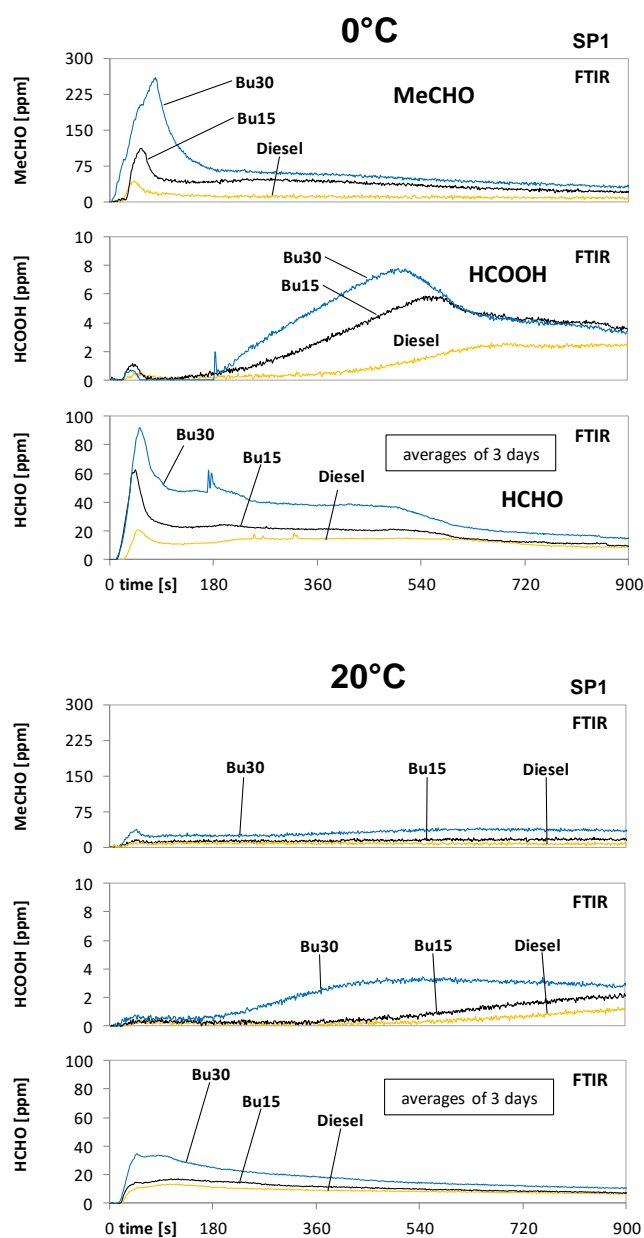 0°C
SP1
300
225
150
75
0
MeCHO [ppm]
FTIR
Bu30
MeCHO
Bu15
Diesel
10
8
6
4
2
0
HCOOH [ppm]
FTIR
Bu30
HCOOH
Bu15
Diesel
100
80
60
40
20
0
HCHO [ppm]
FTIR
Bu30
averages of 3 days
Bu15
Diesel
HCHO
0 time [s] 180 360 540 720 900
20°C
SP1
300
225
150
75
0
MeCHO [ppm]
FTIR
Bu30
Bu15
Diesel
10
8
6
4
2
0
HCOOH [ppm]
FTIR
Bu30
Bu15
Diesel
100
80
60
40
20
0
HCHO [ppm]
FTIR
Bu30
averages of 3 days
Bu15
Diesel
0 time [s] 180 360 540 720 900